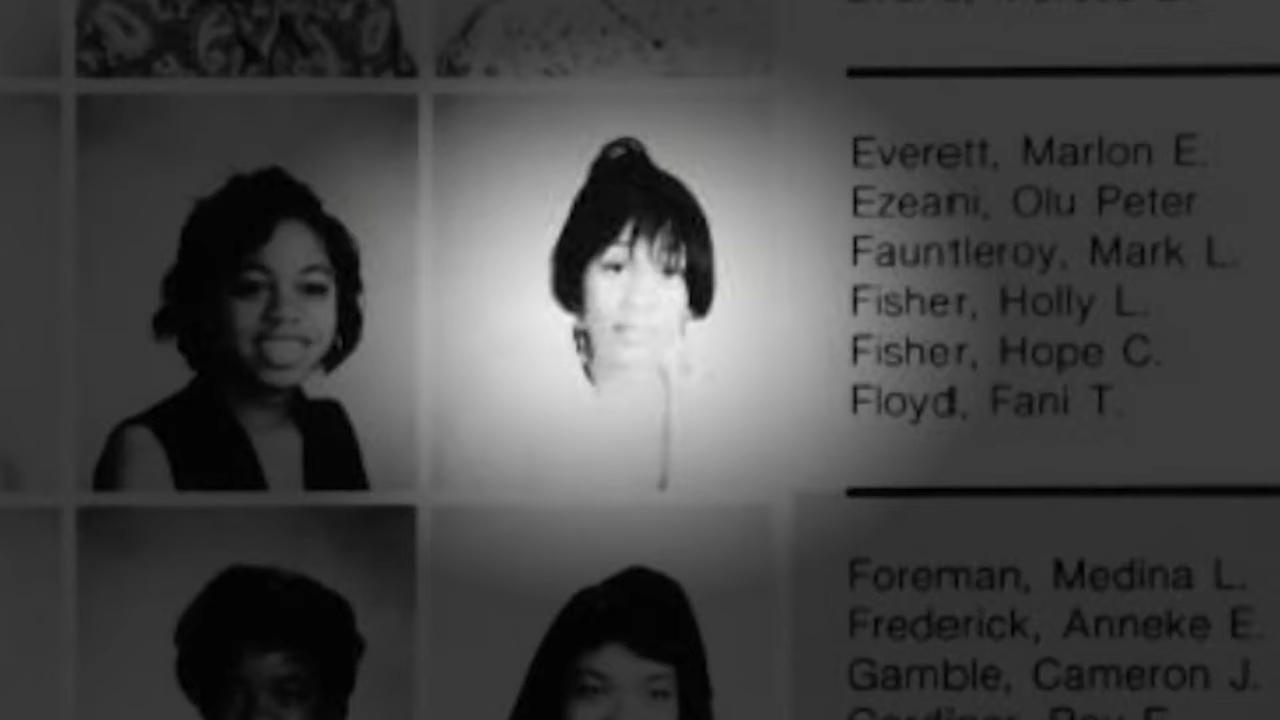 Everett, Marlon E.
Ezeani, Olu Peter
Fauntleroy, Mark L.
Fisher, Holly L.
Fisher, Hope C.
Floyd, Fani T.
Foreman, Medina L.
Frederick, Anneke E.
Gamble, Cameron J.